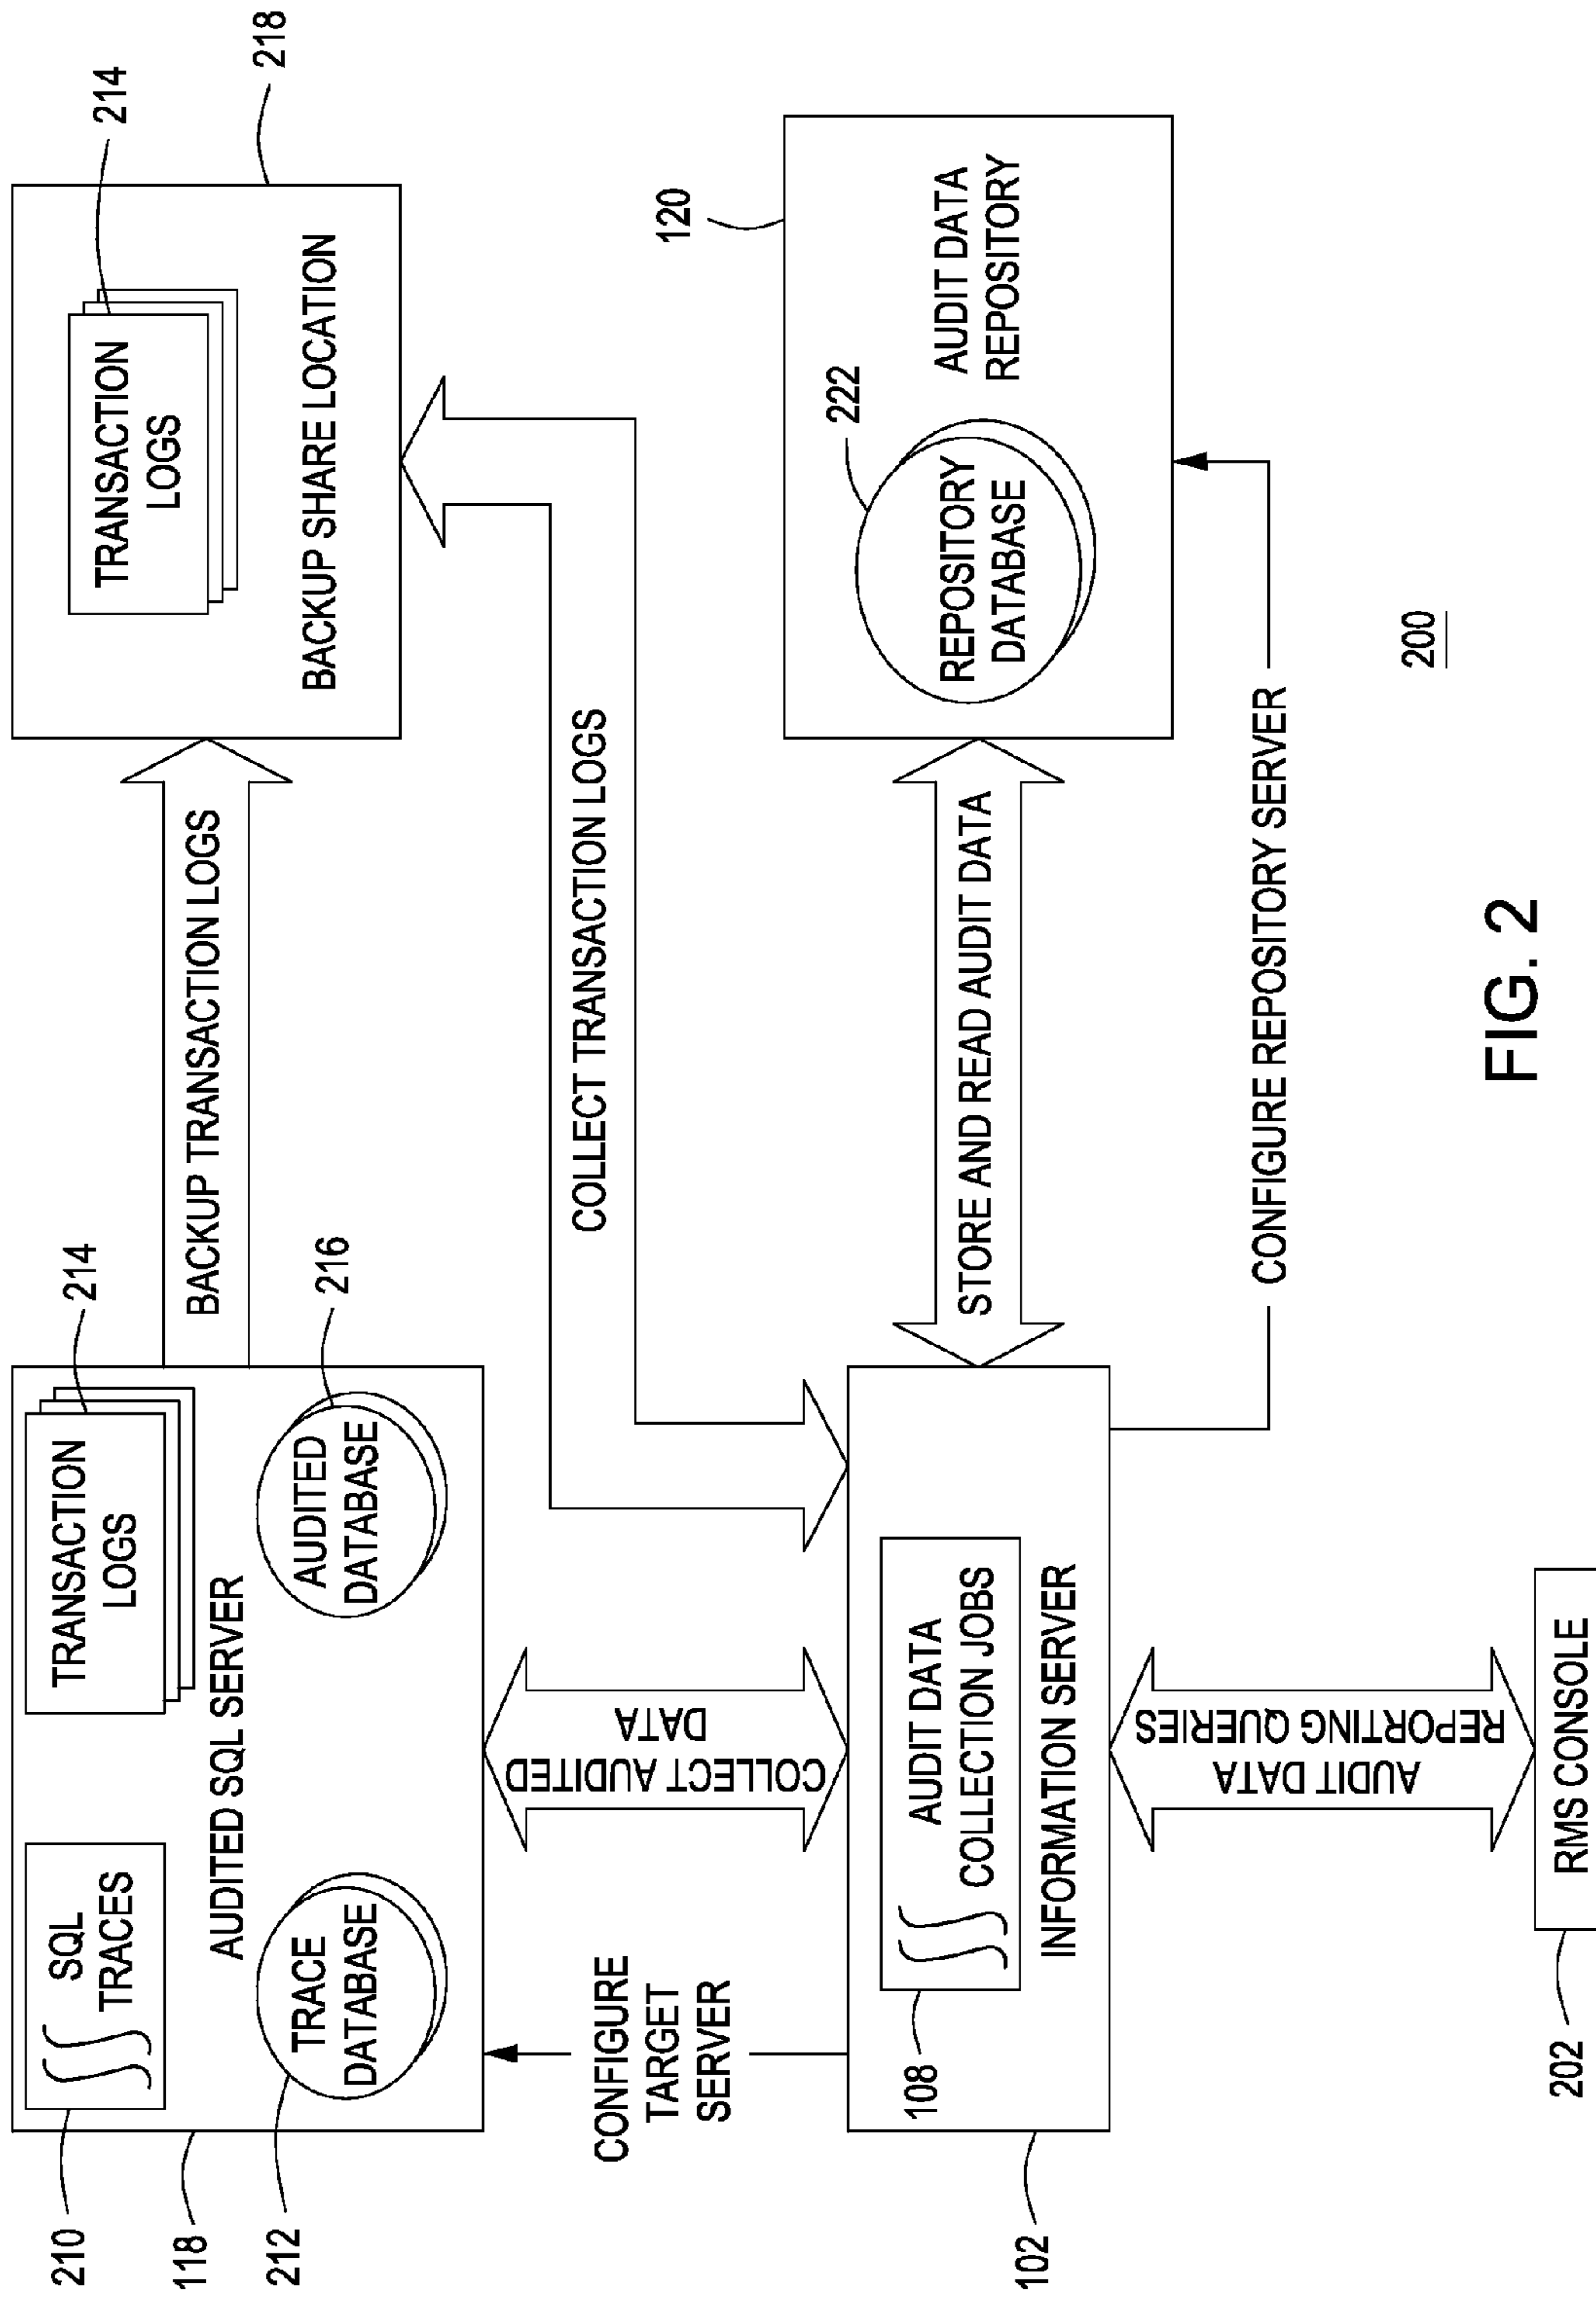 210
SQL
TRACES
TRANSACTION
LOGS
214
118
AUDITED SQL SERVER
212
TRACE
DATABASE
AUDITED
DATABASE
216
BACKUP TRANSACTION LOGS
TRANSACTION
LOGS
214
BACKUP SHARE LOCATION
218
CONFIGURE
TARGET
SERVER
COLLECT AUDITED
DATA
COLLECT TRANSACTION LOGS
108
AUDIT DATA
COLLECTION JOBS
INFORMATION SERVER
102
STORE AND READ AUDIT DATA
120
222
REPOSITORY
DATABASE
AUDIT DATA
REPOSITORY
AUDIT DATA
REPORTING QUERIES
CONFIGURE REPOSITORY SERVER
202
RMS CONSOLE
200
FIG. 2